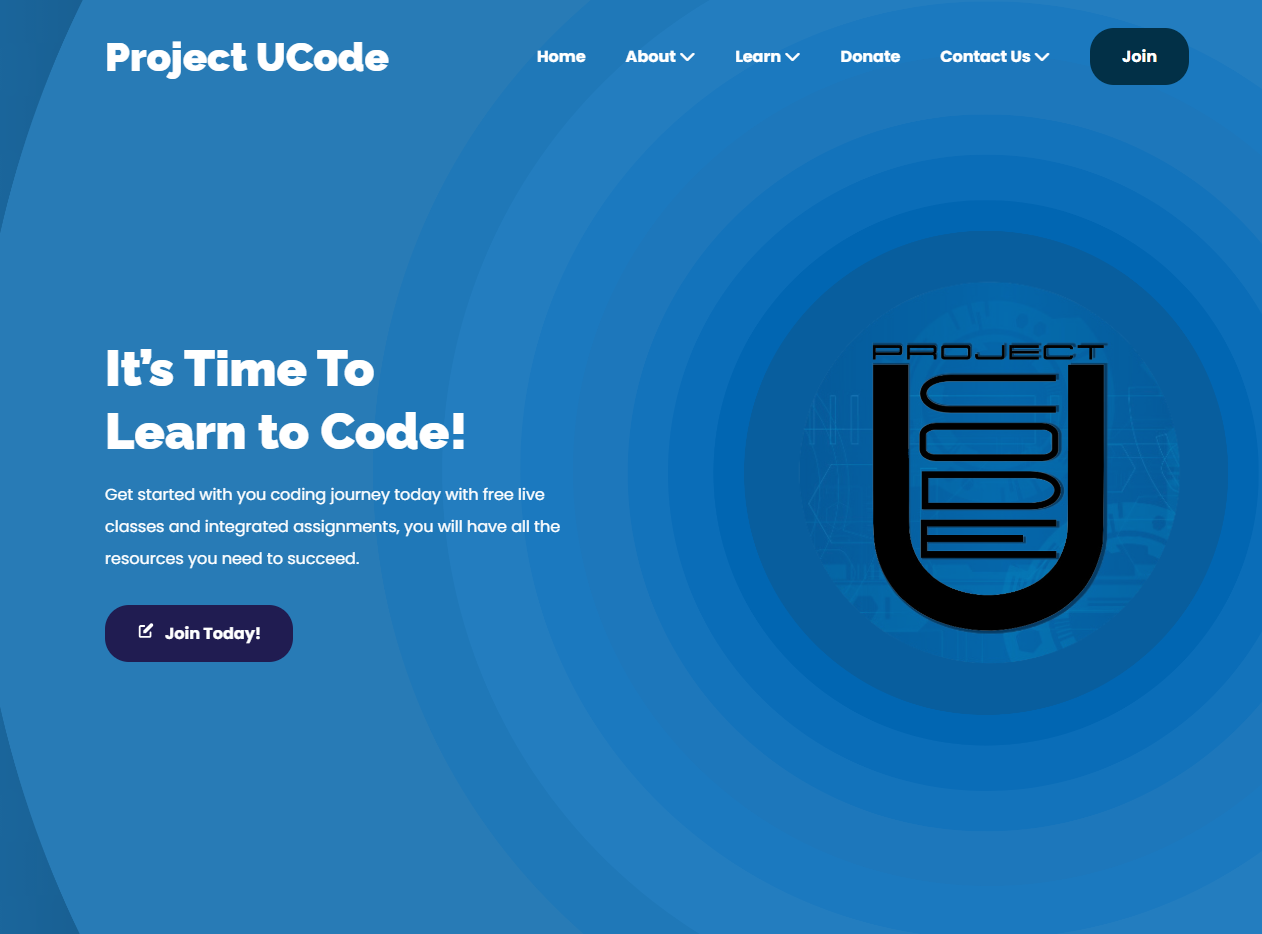 Project UCode
Home About Learn Donate Contact Us Join
It's Time To
Learn to Code!
Get started with you coding journey today with free live
classes and integrated assignments, you will have all the
resources you need to succeed.
Join Today!
PROJECT
U
C
O
D
E